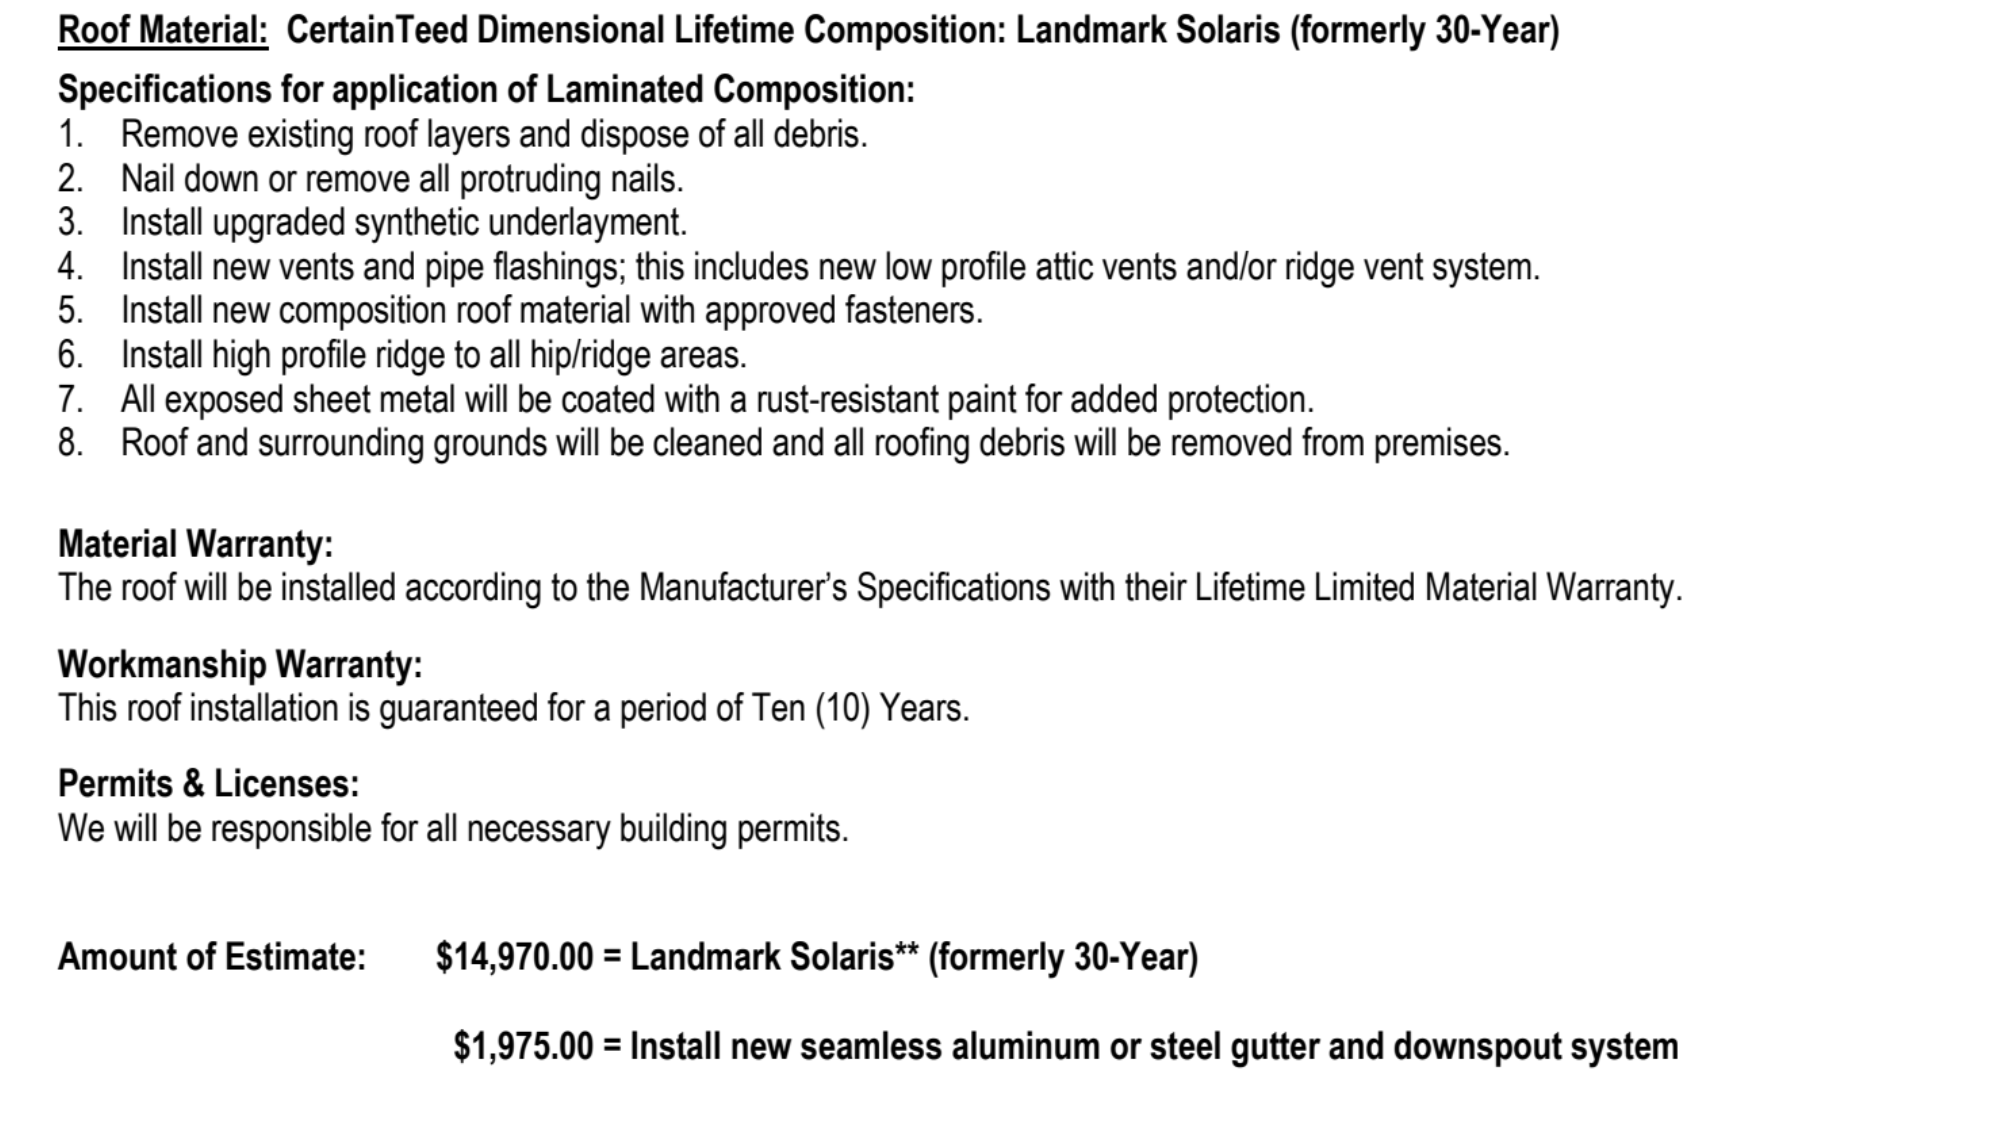 Roof Material: CertainTeed Dimensional Lifetime Composition: Landmark Solaris (formerly 30-Year)
Specifications for application of Laminated Composition:
1. Remove existing roof layers and dispose of all debris.
2. Nail down or remove all protruding nails.
3. Install upgraded synthetic underlayment.
4. Install new vents and pipe flashings; this includes new low profile attic vents and/or ridge vent system.
5. Install new composition roof material with approved fasteners.
6. Install high profile ridge to all hip/ridge areas.
7. All exposed sheet metal will be coated with a rust-resistant paint for added protection.
8. Roof and surrounding grounds will be cleaned and all roofing debris will be removed from premises.
Material Warranty:
The roof will be installed according to the Manufacturer’s Specifications with their Lifetime Limited Material Warranty.
Workmanship Warranty:
This roof installation is guaranteed for a period of Ten (10) Years.
Permits & Licenses:
We will be responsible for all necessary building permits.
Amount of Estimate: $14,970.00 = Landmark Solaris** (formerly 30-Year)
$1,975.00 = Install new seamless aluminum or steel gutter and downspout system